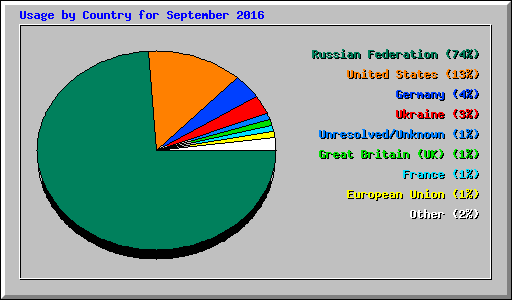 Usage by Country for September 2016
Russian Federation (74%)
United States (13%)
Germany (4%)
Ukraine (3%)
Unresolved/Unknown (1%)
Great Britain (UK) (1%)
France (1%)
European Union (1%)
Other (2%)